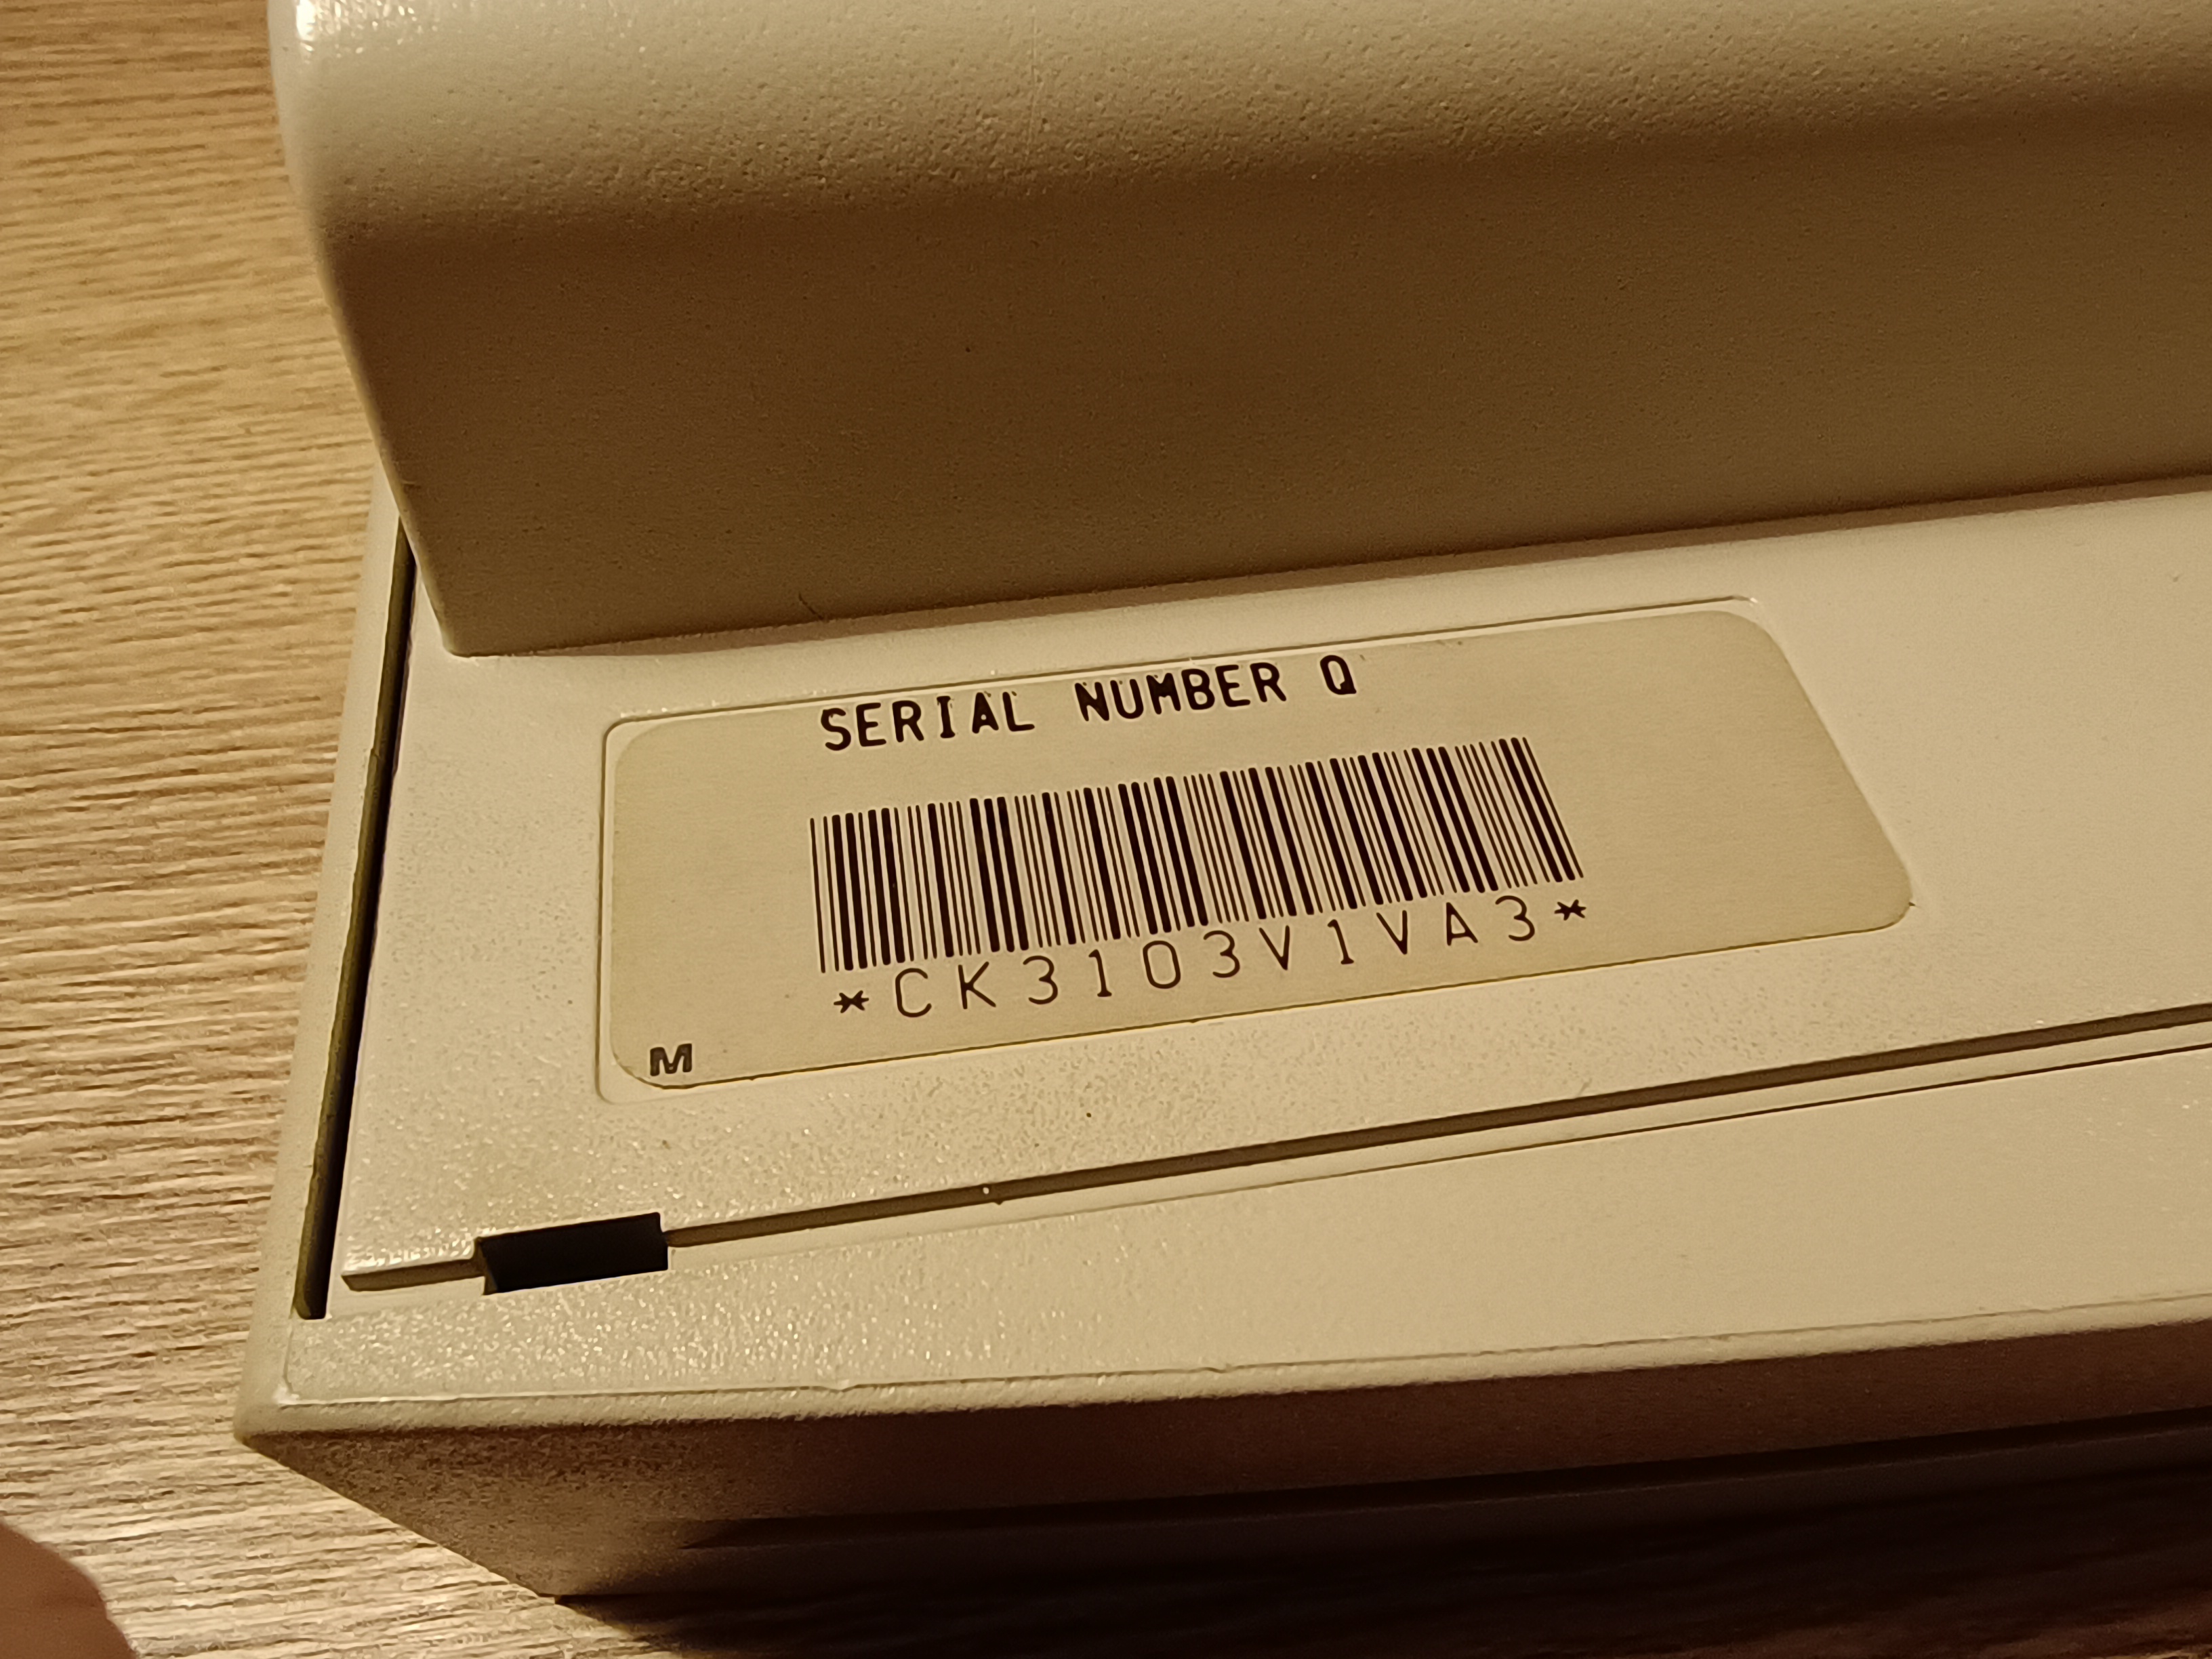 SERIAL NUMBER Q
*CK3103V1VA3*
M